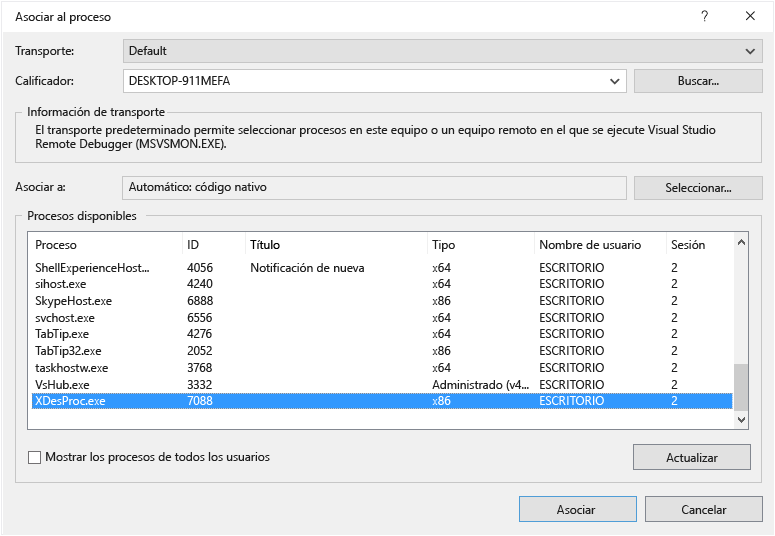 Asociar al proceso ? ×
Transporte: Default
Calificador: DESKTOP-911MEFA Buscar...
Información de transporte
El transporte predeterminado permite seleccionar procesos en este equipo o un equipo remoto en el que se ejecute Visual Studio
Remote Debugger (MSVSMON.EXE).
Asociar a: Automático: código nativo Seleccionar...
Procesos disponibles
Proceso ID Título Tipo Nombre de usuario Sesión
ShellExperienceHost... 4056 Notificación de nueva x64 ESCRITORIO 2
sihost.exe 4240 x64 ESCRITORIO 2
SkypeHost.exe 6888 x86 ESCRITORIO 2
svchost.exe 6556 x64 ESCRITORIO 2
TabTip.exe 4276 x64 ESCRITORIO 2
TabTip32.exe 2052 x86 ESCRITORIO 2
taskhostw.exe 3768 x64 ESCRITORIO 2
VsHub.exe 3332 Administrado (v4... ESCRITORIO 2
XDesProc.exe 7088 x86 ESCRITORIO 2
Mostrar los procesos de todos los usuarios Actualizar
Asociar Cancelar